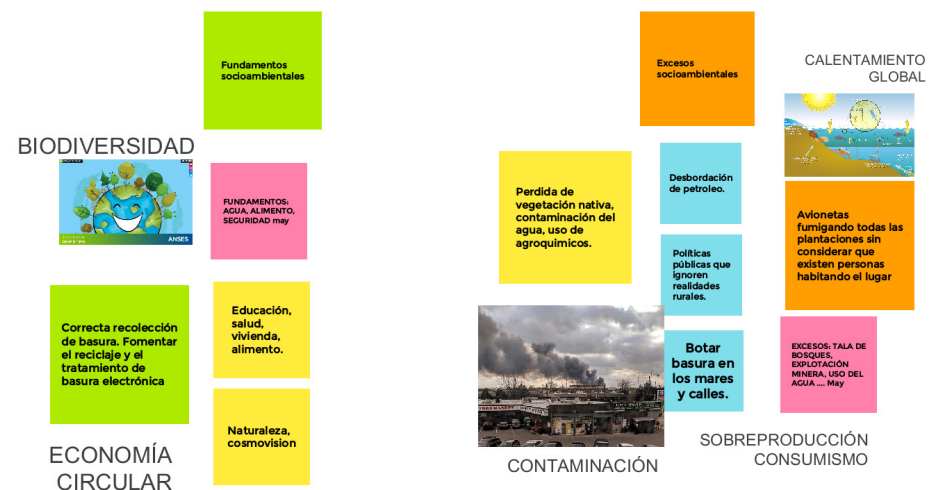 Fundamentos
socioambientales
BIODIVERSIDAD
ANSES
FUNDAMENTOS:
AGUA, ALIMENTO,
SEGURIDAD may
Correcta recolección
de basura. Fomentar
el reciclaje y el
tratamiento de
basura electrónica
Educación,
salud,
vivienda,
alimento.
Naturaleza,
cosmovision
ECONOMÍA
CIRCULAR
Excesos
socioambientales
CALENTAMIENTO
GLOBAL
Perdida de
vegetación nativa,
contaminación del
agua, uso de
agroquimicos.
Desbordación
de petroleo.
Políticas
públicas que
ignoren
realidades
rurales.
Botar
basura en
los mares
y calles.
Avionetas
fumigando todas las
plantaciones sin
considerar que
existen personas
habitando el lugar
EXCESOS: TALA DE
BOSQUES,
EXPLOTACIÓN
MINERA, USO DEL
AGUA .... May
CONTAMINACIÓN
SOBREPRODUCCIÓN
CONSUMISMO